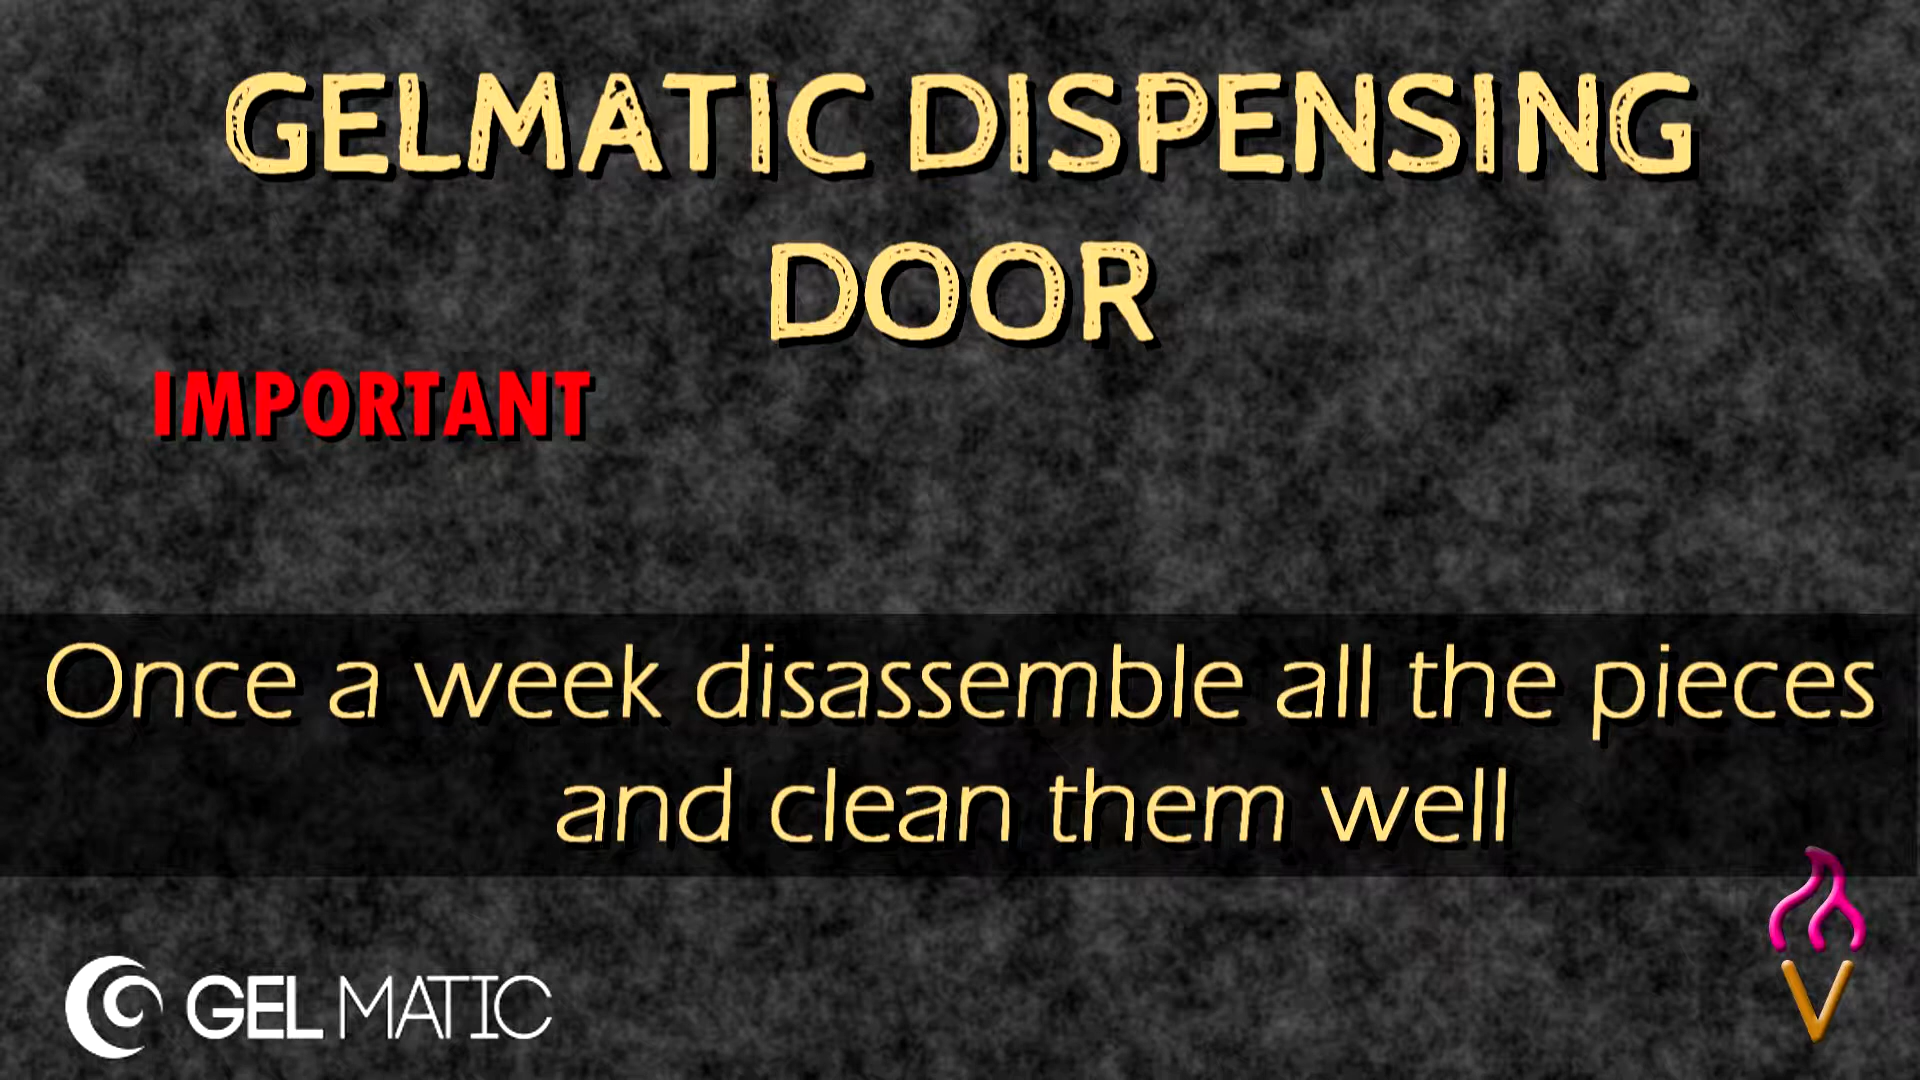 GELMATIC DISPENSING
DOOR
IMPORTANT
Once a week disassemble all the pieces
and clean them well
GEL MATIC